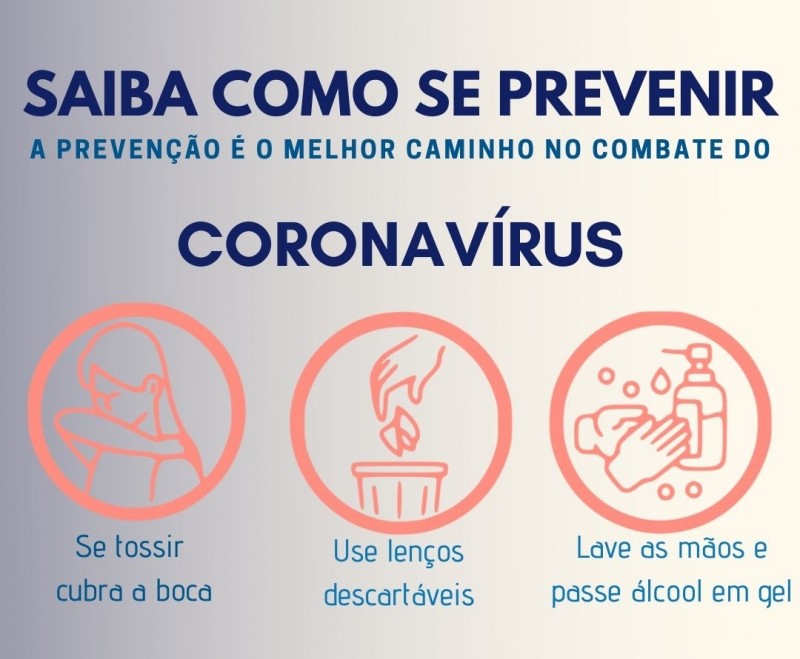 SAIBA COMO SE PREVENIR
A PREVENÇÃO É O MELHOR CAMINHO NO COMBATE DO
CORONAVÍRUS
Se tossir
cubra a boca
Use lenços
descartáveis
Lave as mãos e
passe álcool em gel